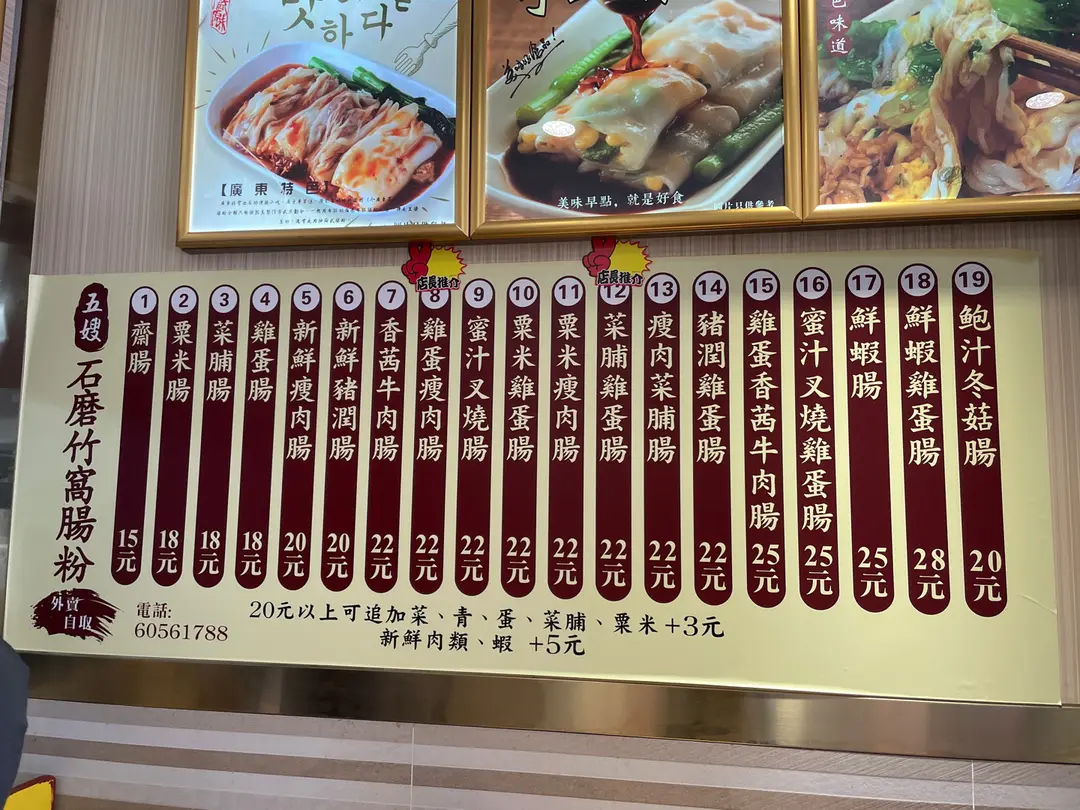 하다
【廣東特色】
美味早點，就是好食
圖片只供參考
色味道
店長推介
店長推介
五嫂
石磨竹窩腸粉
1 齋腸 15元
2 粟米腸 18元
3 菜脯腸 18元
4 雞蛋腸 18元
5 新鮮瘦肉腸 20元
6 新鮮豬潤腸 20元
7 香茜牛肉腸 22元
8 雞蛋瘦肉腸 22元
9 蜜汁叉燒腸 22元
10 粟米雞蛋腸 22元
11 粟米瘦肉腸 22元
12 菜脯雞蛋腸 22元
13 瘦肉菜脯腸 22元
14 豬潤雞蛋腸 22元
15 雞蛋香茜牛肉腸 25元
16 蜜汁叉燒雞蛋腸 25元
17 鮮蝦腸 25元
18 鮮蝦雞蛋腸 28元
19 鮑汁冬菇腸 20元
外賣
自取
電話:
60561788
20元以上可追加菜、青、蛋、菜脯、粟米+3元
新鮮肉類、蝦 +5元